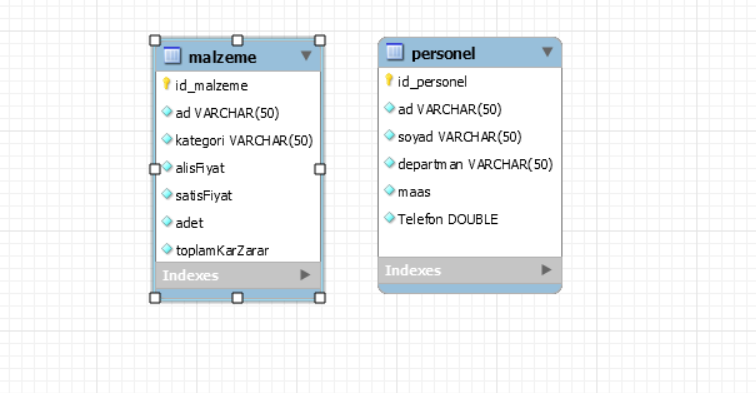 malzeme
id_malzeme
ad VARCHAR(50)
kategori VARCHAR(50)
alisFiyat
satisFiyat
adet
toplamKarZarar
Indexes
personel
id_personel
ad VARCHAR(50)
soyad VARCHAR(50)
departman VARCHAR(50)
maas
Telefon DOUBLE
Indexes